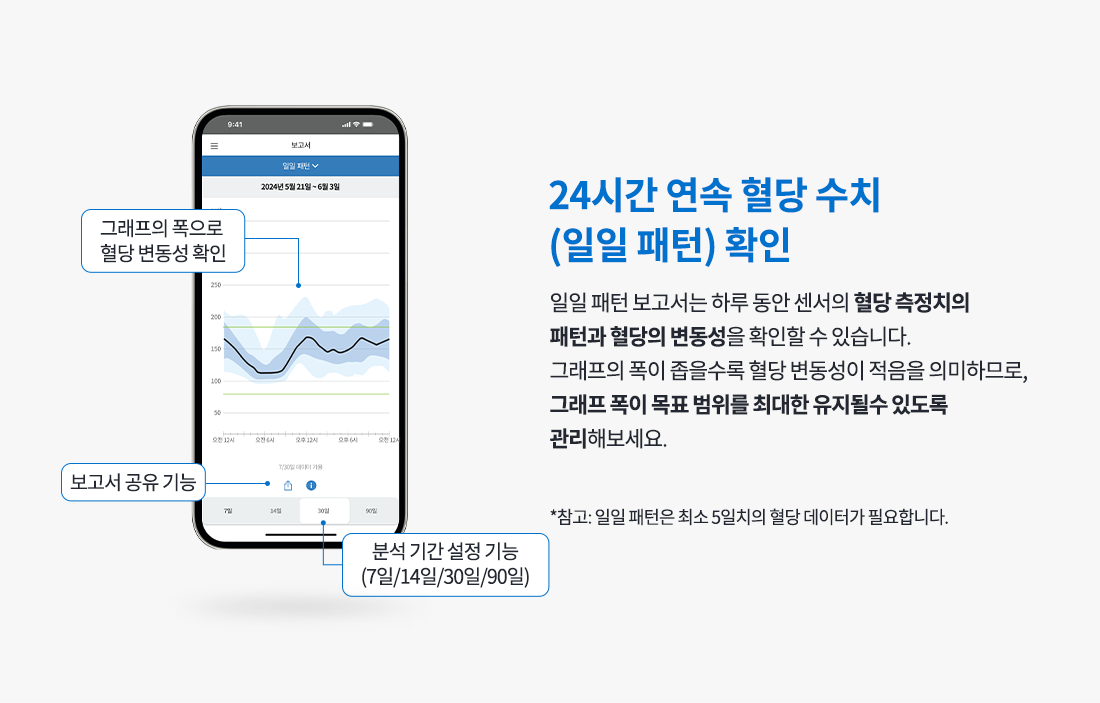 9:41
보고서
일일 패턴
2024년 5월 21일 ~ 6월 3일
그래프의 폭으로
혈당 변동성 확인
250
200
150
100
50
오전 12시 오전 6시 오후 12시 오후 6시 오전 12시
7/30일 데이터 가용
보고서 공유 기능
7일 14일 30일 90일
분석 기간 설정 기능
(7일/14일/30일/90일)
24시간 연속 혈당 수치
(일일 패턴) 확인
일일 패턴 보고서는 하루 동안 센서의 혈당 측정치의
패턴과 혈당의 변동성을 확인할 수 있습니다.
그래프의 폭이 좁을수록 혈당 변동성이 적음을 의미하므로,
그래프 폭이 목표 범위를 최대한 유지될수 있도록
관리해보세요.
*참고: 일일 패턴은 최소 5일치의 혈당 데이터가 필요합니다.